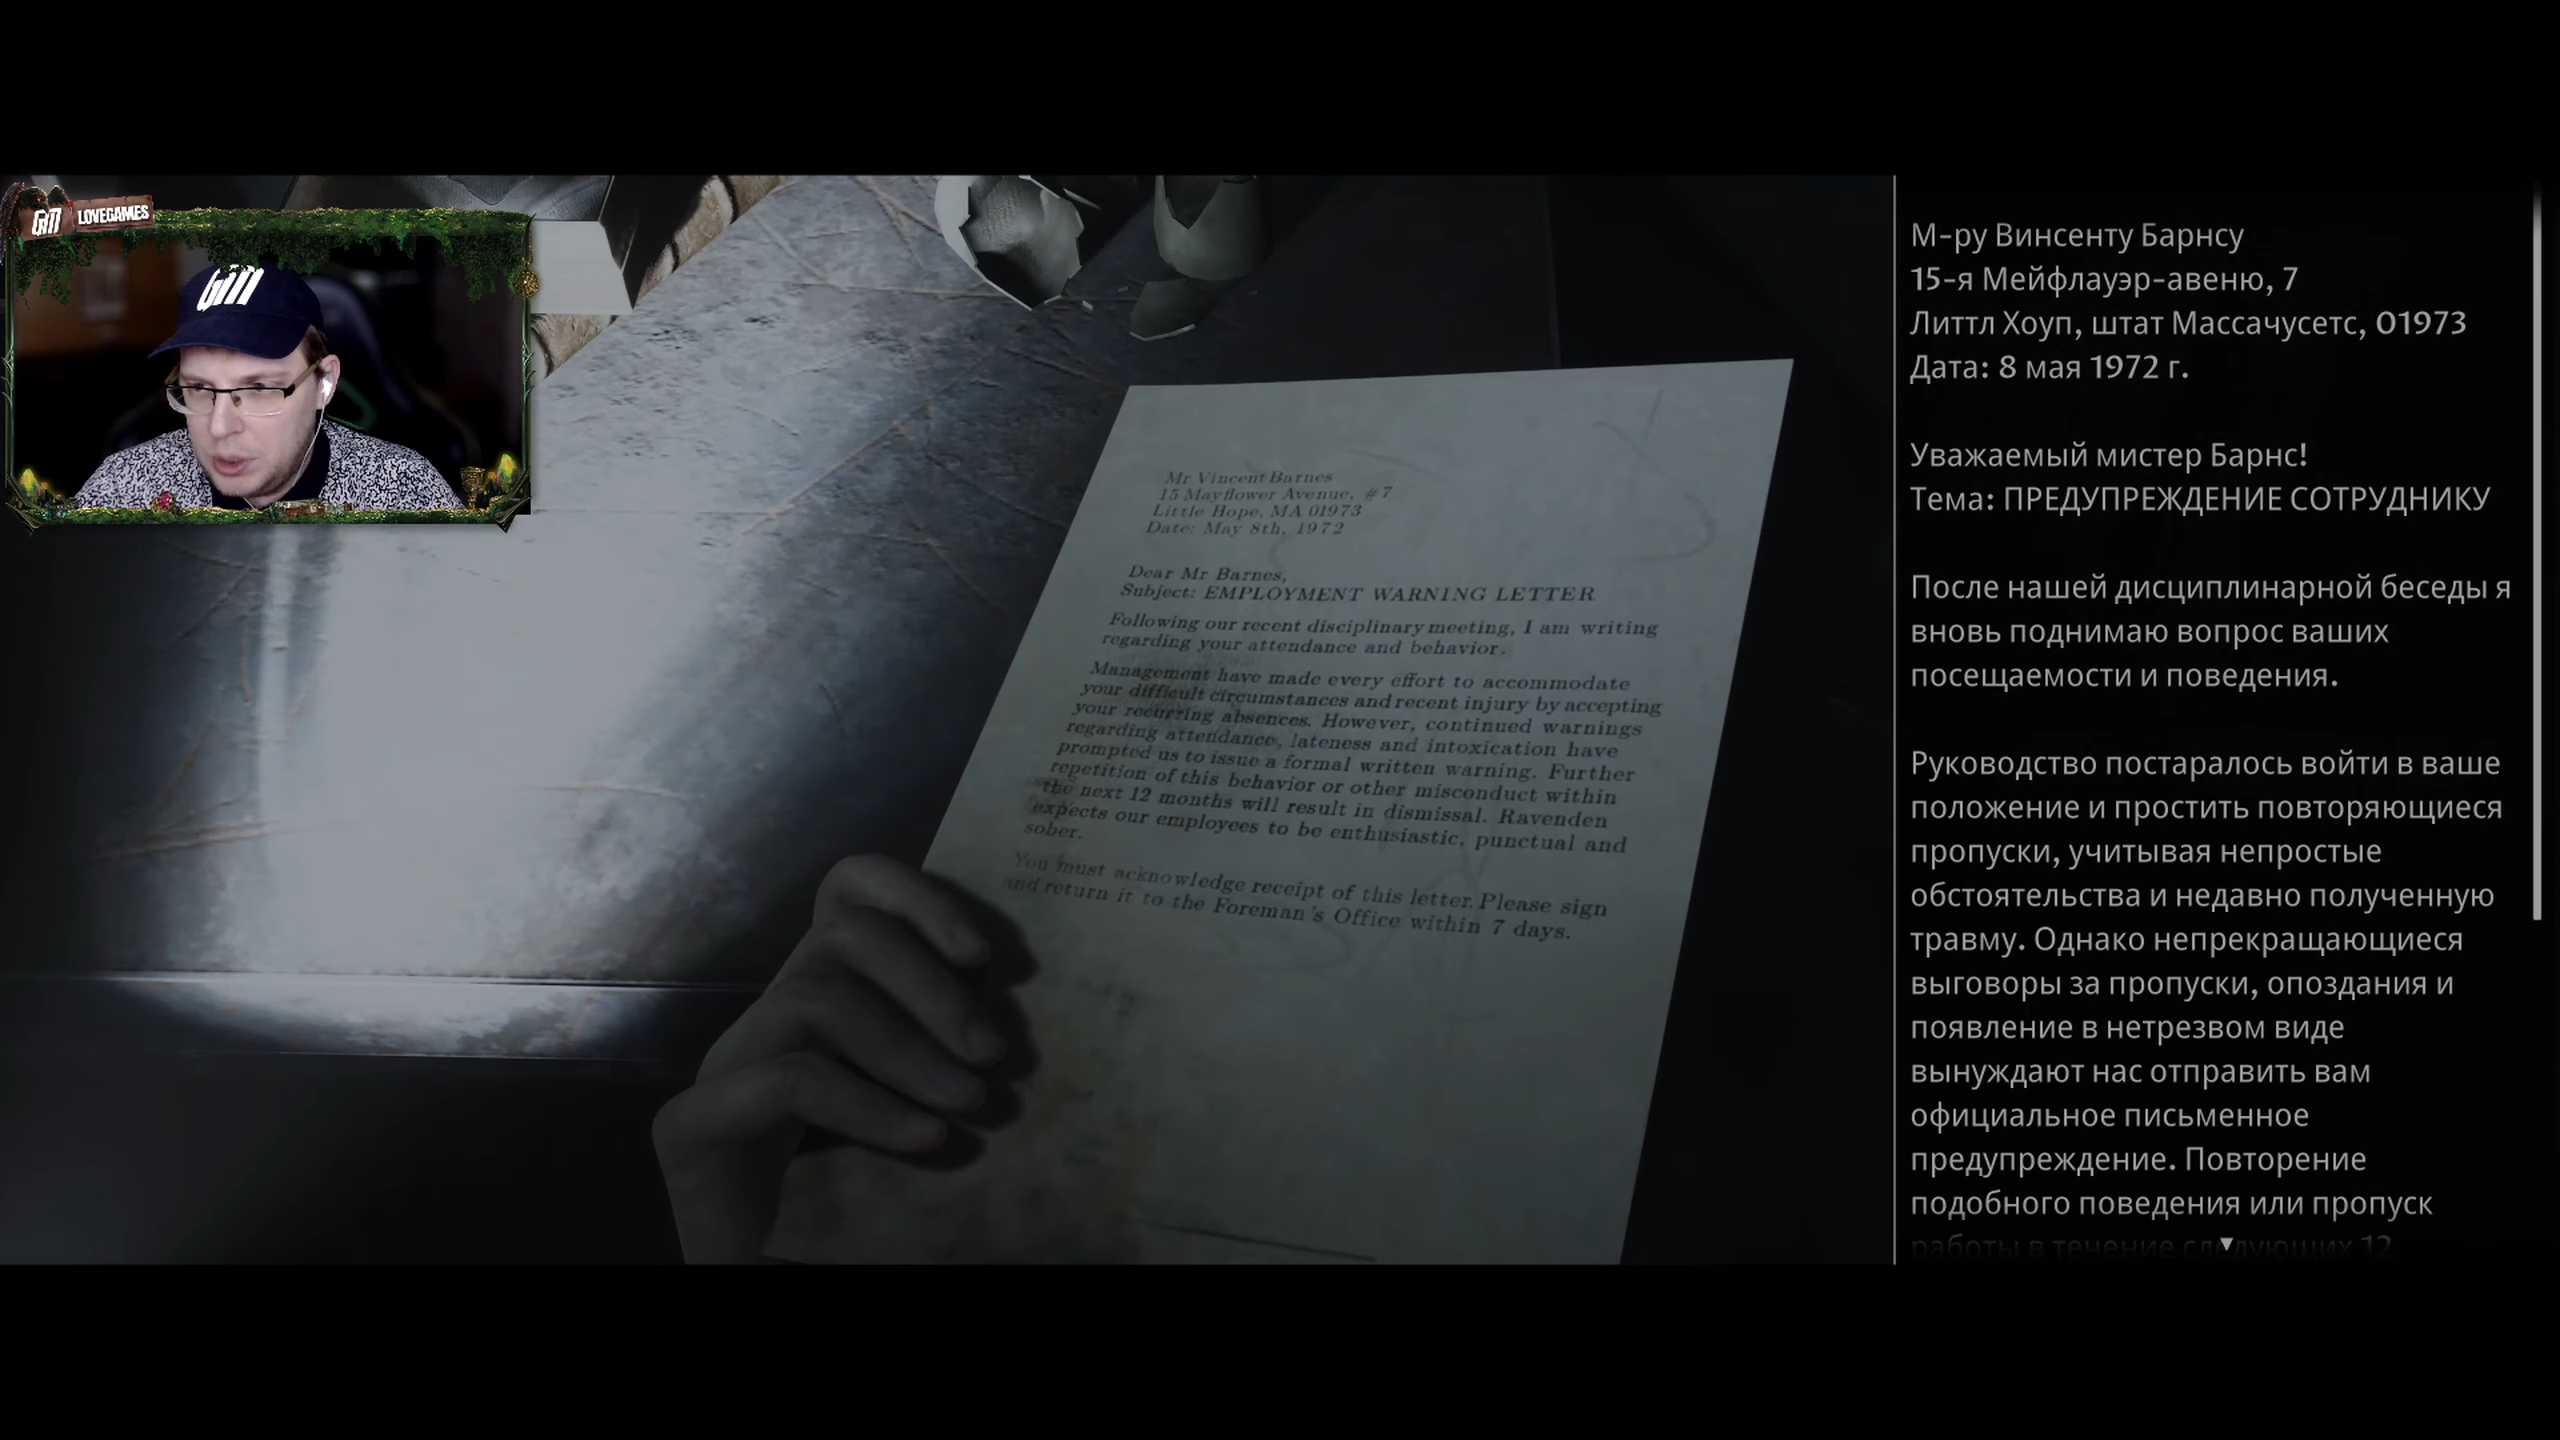 GM LOVEGAMES
GM
Mr Vincent Barnes
15 Mayflower Avenue, #7
Little Hope, MA 01973
Date: May 8th, 1972
Dear Mr Barnes,
Subject: EMPLOYMENT WARNING LETTER
Following our recent disciplinary meeting, I am writing
regarding your attendance and behavior.
Management have made every effort to accommodate
your difficult circumstances and recent injury by accepting
your recurring absences. However, continued warnings
regarding attendance, lateness and intoxication have
prompted us to issue a formal written warning. Further
repetition of this behavior or other misconduct within
the next 12 months will result in dismissal. Ravenden
expects our employees to be enthusiastic, punctual and
sober.
You must acknowledge receipt of this letter. Please sign
and return it to the Foreman's Office within 7 days.
М-ру Винсенту Барнсу
15-я Мейфлауэр-авеню, 7
Литтл Хоуп, штат Массачусетс, 01973
Дата: 8 мая 1972 г.
Уважаемый мистер Барнс!
Тема: ПРЕДУПРЕЖДЕНИЕ СОТРУДНИКУ
После нашей дисциплинарной беседы я
вновь поднимаю вопрос ваших
посещаемости и поведения.
Руководство постаралось войти в ваше
положение и простить повторяющиеся
пропуски, учитывая непростые
обстоятельства и недавно полученную
травму. Однако непрекращающиеся
выговоры за пропуски, опоздания и
появление в нетрезвом виде
вынуждают нас отправить вам
официальное письменное
предупреждение. Повторение
подобного поведения или пропуск
работы в течение следующих 12